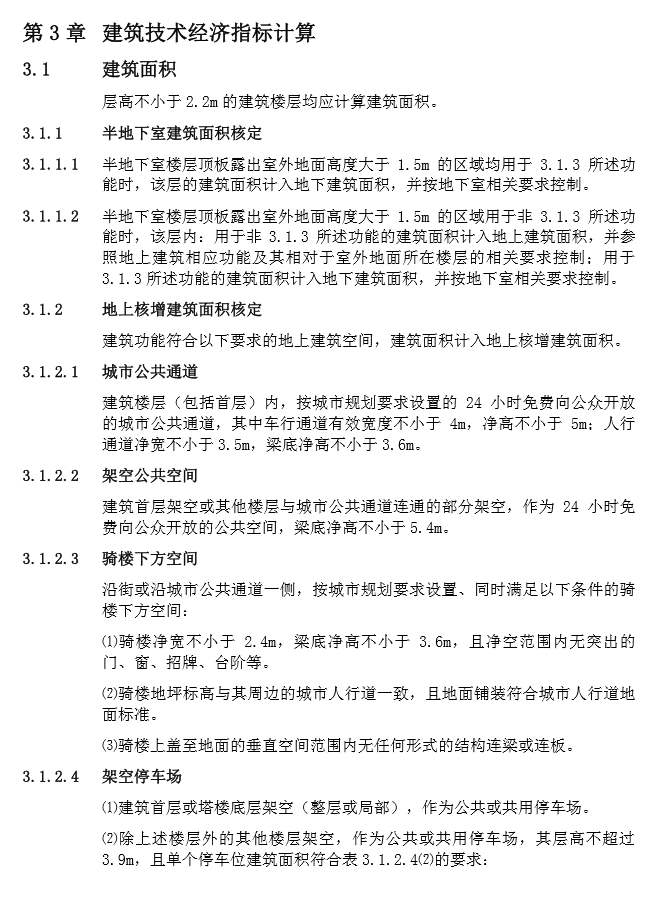 第 3 章 建筑技术经济指标计算
3.1 建筑面积
层高不小于 2.2m 的建筑楼层均应计算建筑面积。
3.1.1 半地下室建筑面积核定
3.1.1.1 半地下室楼层顶板露出室外地面高度大于 1.5m 的区域均用于 3.1.3 所述功
能时，该层的建筑面积计入地下建筑面积，并按地下室相关要求控制。
3.1.1.2 半地下室楼层顶板露出室外地面高度大于 1.5m 的区域用于非 3.1.3 所述功
能时，该层内：用于非 3.1.3 所述功能的建筑面积计入地上建筑面积，并参
照地上建筑相应功能及其相对于室外地面所在楼层的相关要求控制；用于
3.1.3 所述功能的建筑面积计入地下建筑面积，并按地下室相关要求控制。
3.1.2 地上核增建筑面积核定
建筑功能符合以下要求的地上建筑空间，建筑面积计入地上核增建筑面积。
3.1.2.1 城市公共通道
建筑楼层（包括首层）内，按城市规划要求设置的 24 小时免费向公众开放
的城市公共通道，其中车行通道有效宽度不小于 4m，净高不小于 5m；人行
通道净宽不小于 3.5m，梁底净高不小于 3.6m。
3.1.2.2 架空公共空间
建筑首层架空或其他楼层与城市公共通道连通的部分架空，作为 24 小时免
费向公众开放的公共空间，梁底净高不小于 5.4m。
3.1.2.3 骑楼下方空间
沿街或沿城市公共通道一侧，按城市规划要求设置、同时满足以下条件的骑
楼下方空间：
⑴骑楼净宽不小于 2.4m，梁底净高不小于 3.6m，且净空范围内无突出的
门、窗、招牌、台阶等。
⑵骑楼地坪标高与其周边的城市人行道一致，且地面铺装符合城市人行道地
面标准。
⑶骑楼上盖至地面的垂直空间范围内无任何形式的结构连梁或连板。
3.1.2.4 架空停车场
⑴建筑首层或塔楼底层架空（整层或局部），作为公共或共用停车场。
⑵除上述楼层外的其他楼层架空，作为公共或共用停车场，其层高不超过
3.9m，且单个停车位建筑面积符合表 3.1.2.4⑵的要求：